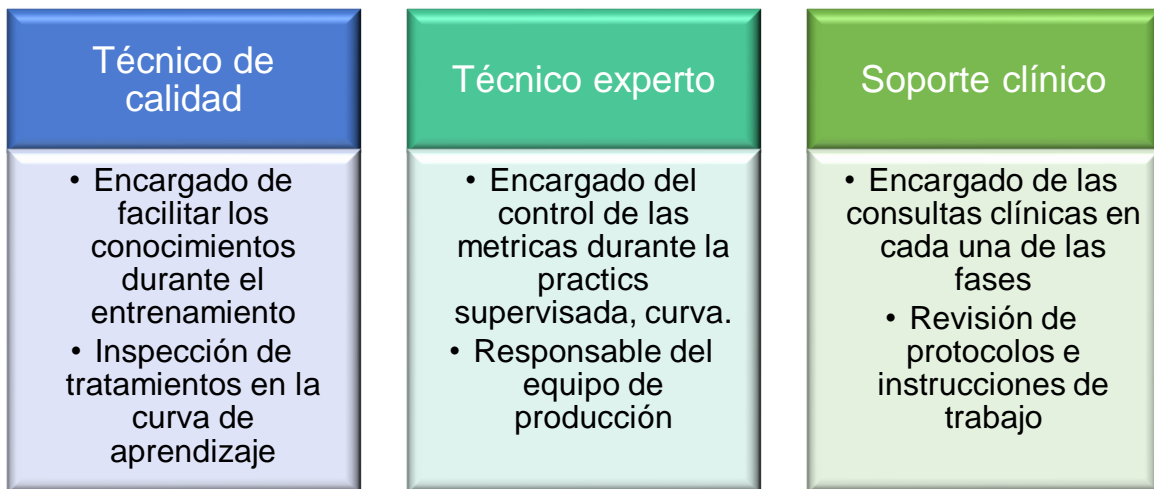 Técnico de
calidad
• Encargado de
facilitar los
conocimientos
durante el
entrenamiento
• Inspección de
tratamientos en la
curva de
aprendizaje
Técnico experto
• Encargado del
control de las
metricas durante la
practics
supervisada, curva.
• Responsable del
equipo de
producción
Soporte clínico
• Encargado de las
consultas clínicas en
cada una de las
fases
• Revisión de
protocolos e
instrucciones de
trabajo